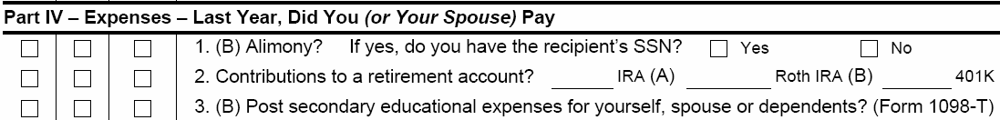 Part IV – Expenses – Last Year, Did You (or Your Spouse) Pay
1. (B) Alimony? If yes, do you have the recipient's SSN? Yes No
2. Contributions to a retirement account? IRA (A) Roth IRA (B) 401K
3. (B) Post secondary educational expenses for yourself, spouse or dependents? (Form 1098-T)